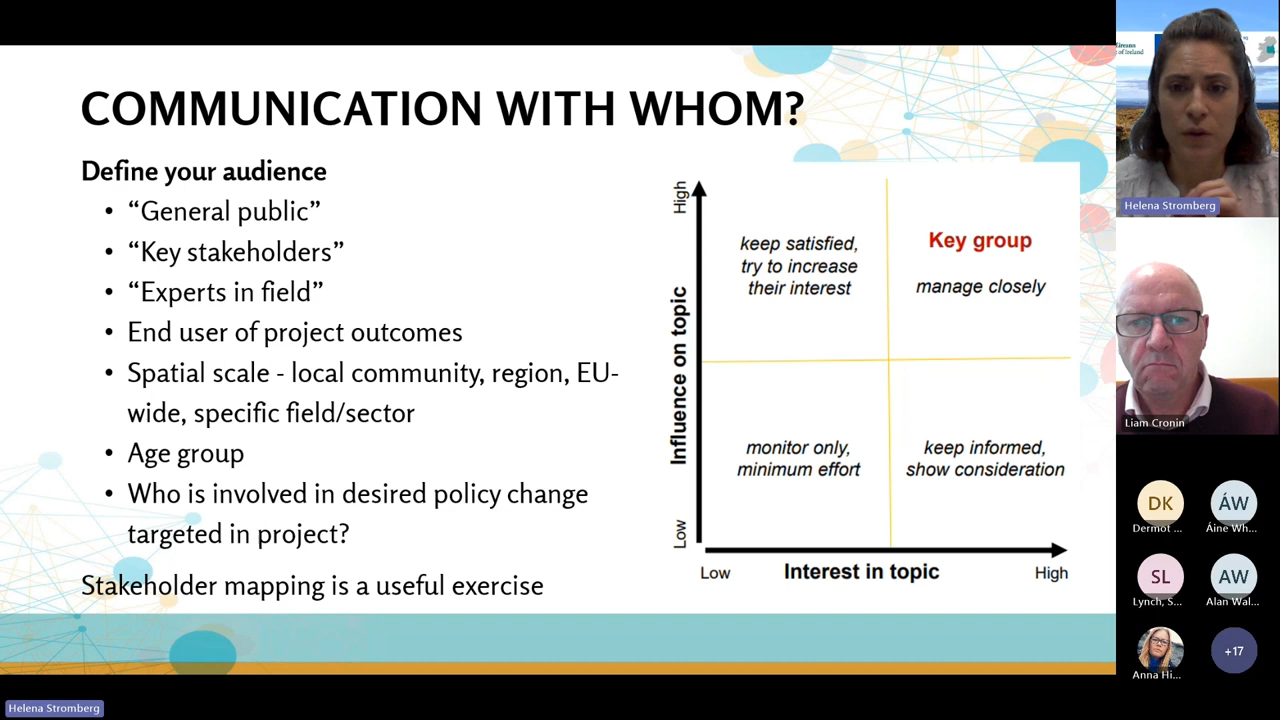 COMMUNICATION WITH WHOM?
Define your audience
• “General public”
• “Key stakeholders”
• “Experts in field”
• End user of project outcomes
• Spatial scale - local community, region, EU-
wide, specific field/sector
• Age group
• Who is involved in desired policy change
targeted in project?
Stakeholder mapping is a useful exercise
High
Influence on topic
Low
keep satisfied,
try to increase
their interest
Key group
manage closely
monitor only,
minimum effort
keep informed,
show consideration
Low
Interest in topic
High
of Ireland
Helena Stromberg
Liam Cronin
DK
Dermot ...
ÁW
Áine Wh...
SL
Lynch, S...
AW
Alan Wal...
Anna Hi...
+17
Helena Stromberg